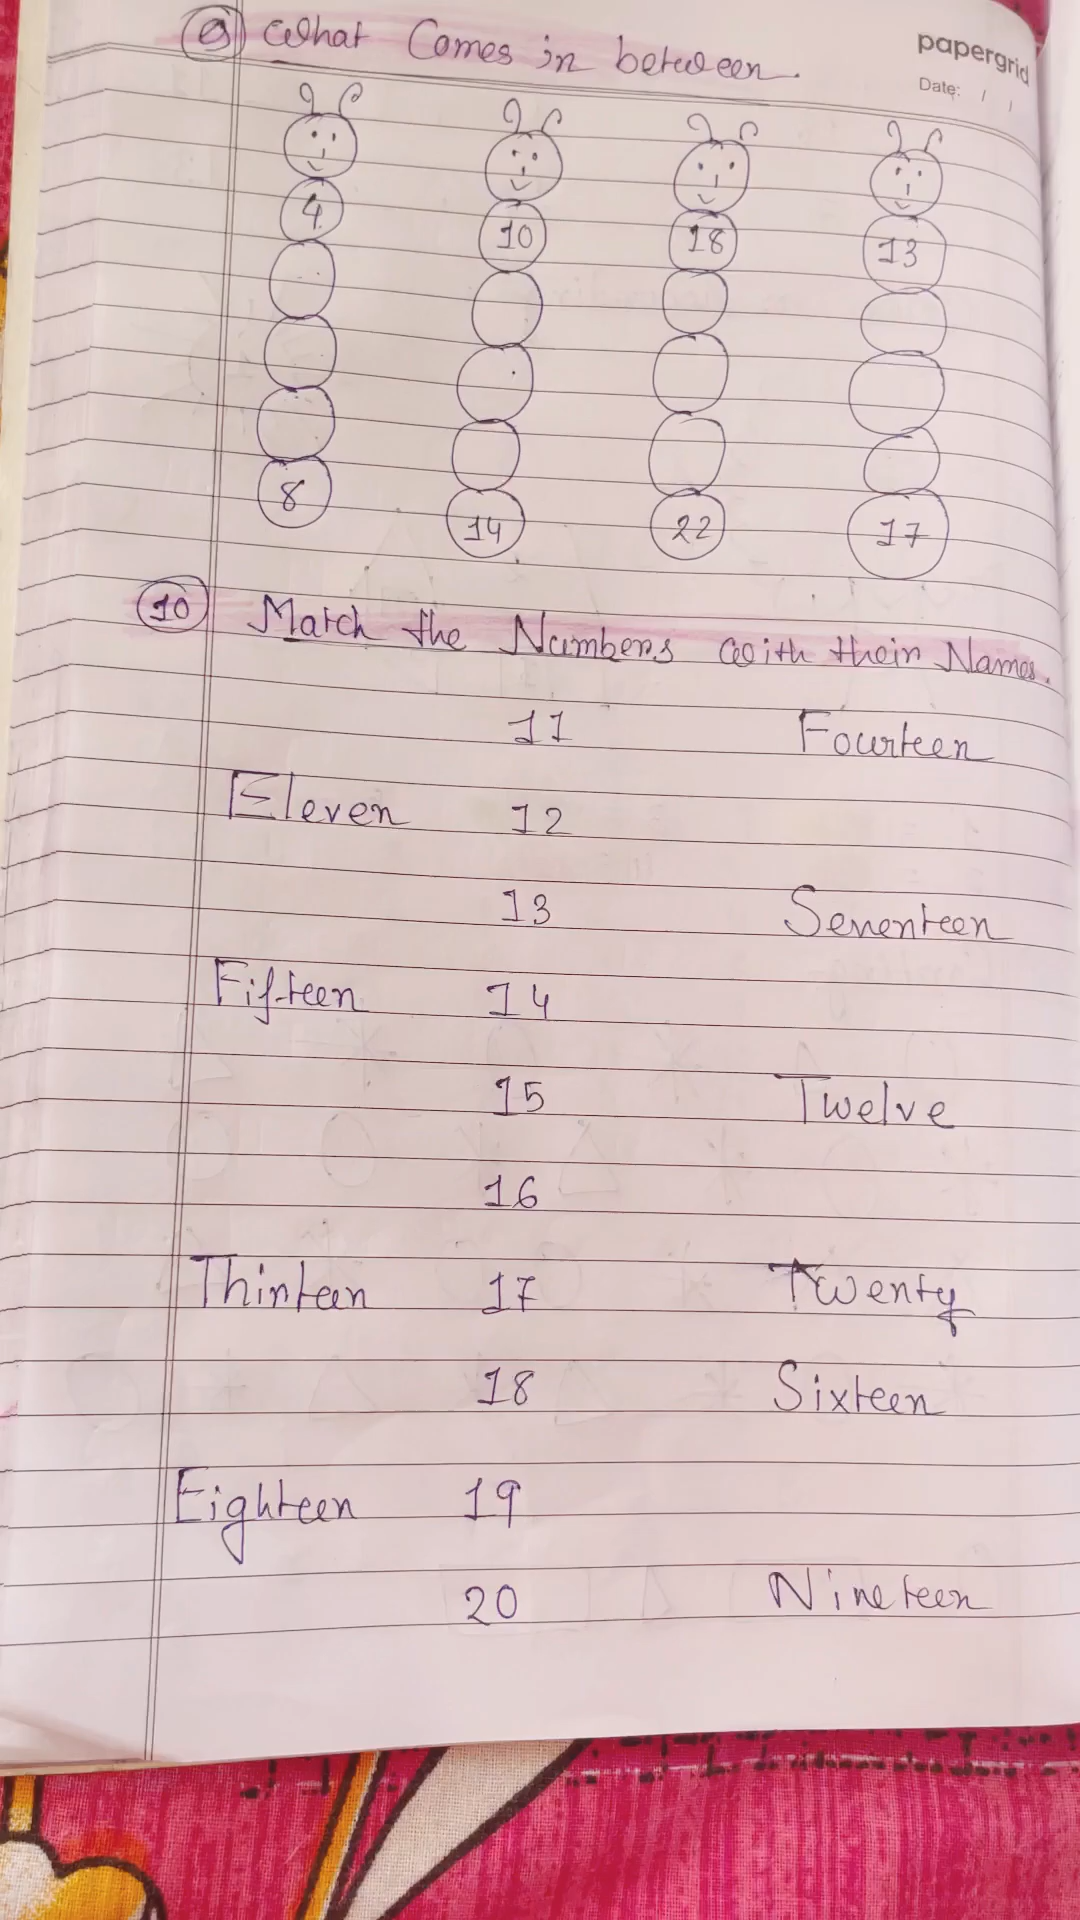 9 What Comes in between.
papergrid
Date: / /
4 10 18 13
8 14 22 17
10 Match the Numbers with their Names.
11 Fourteen
Eleven 12
13 Seventeen
Fifteen 14
15 Twelve
16
Thirteen 17 Twenty
18 Sixteen
Eighteen 19
20 Nineteen